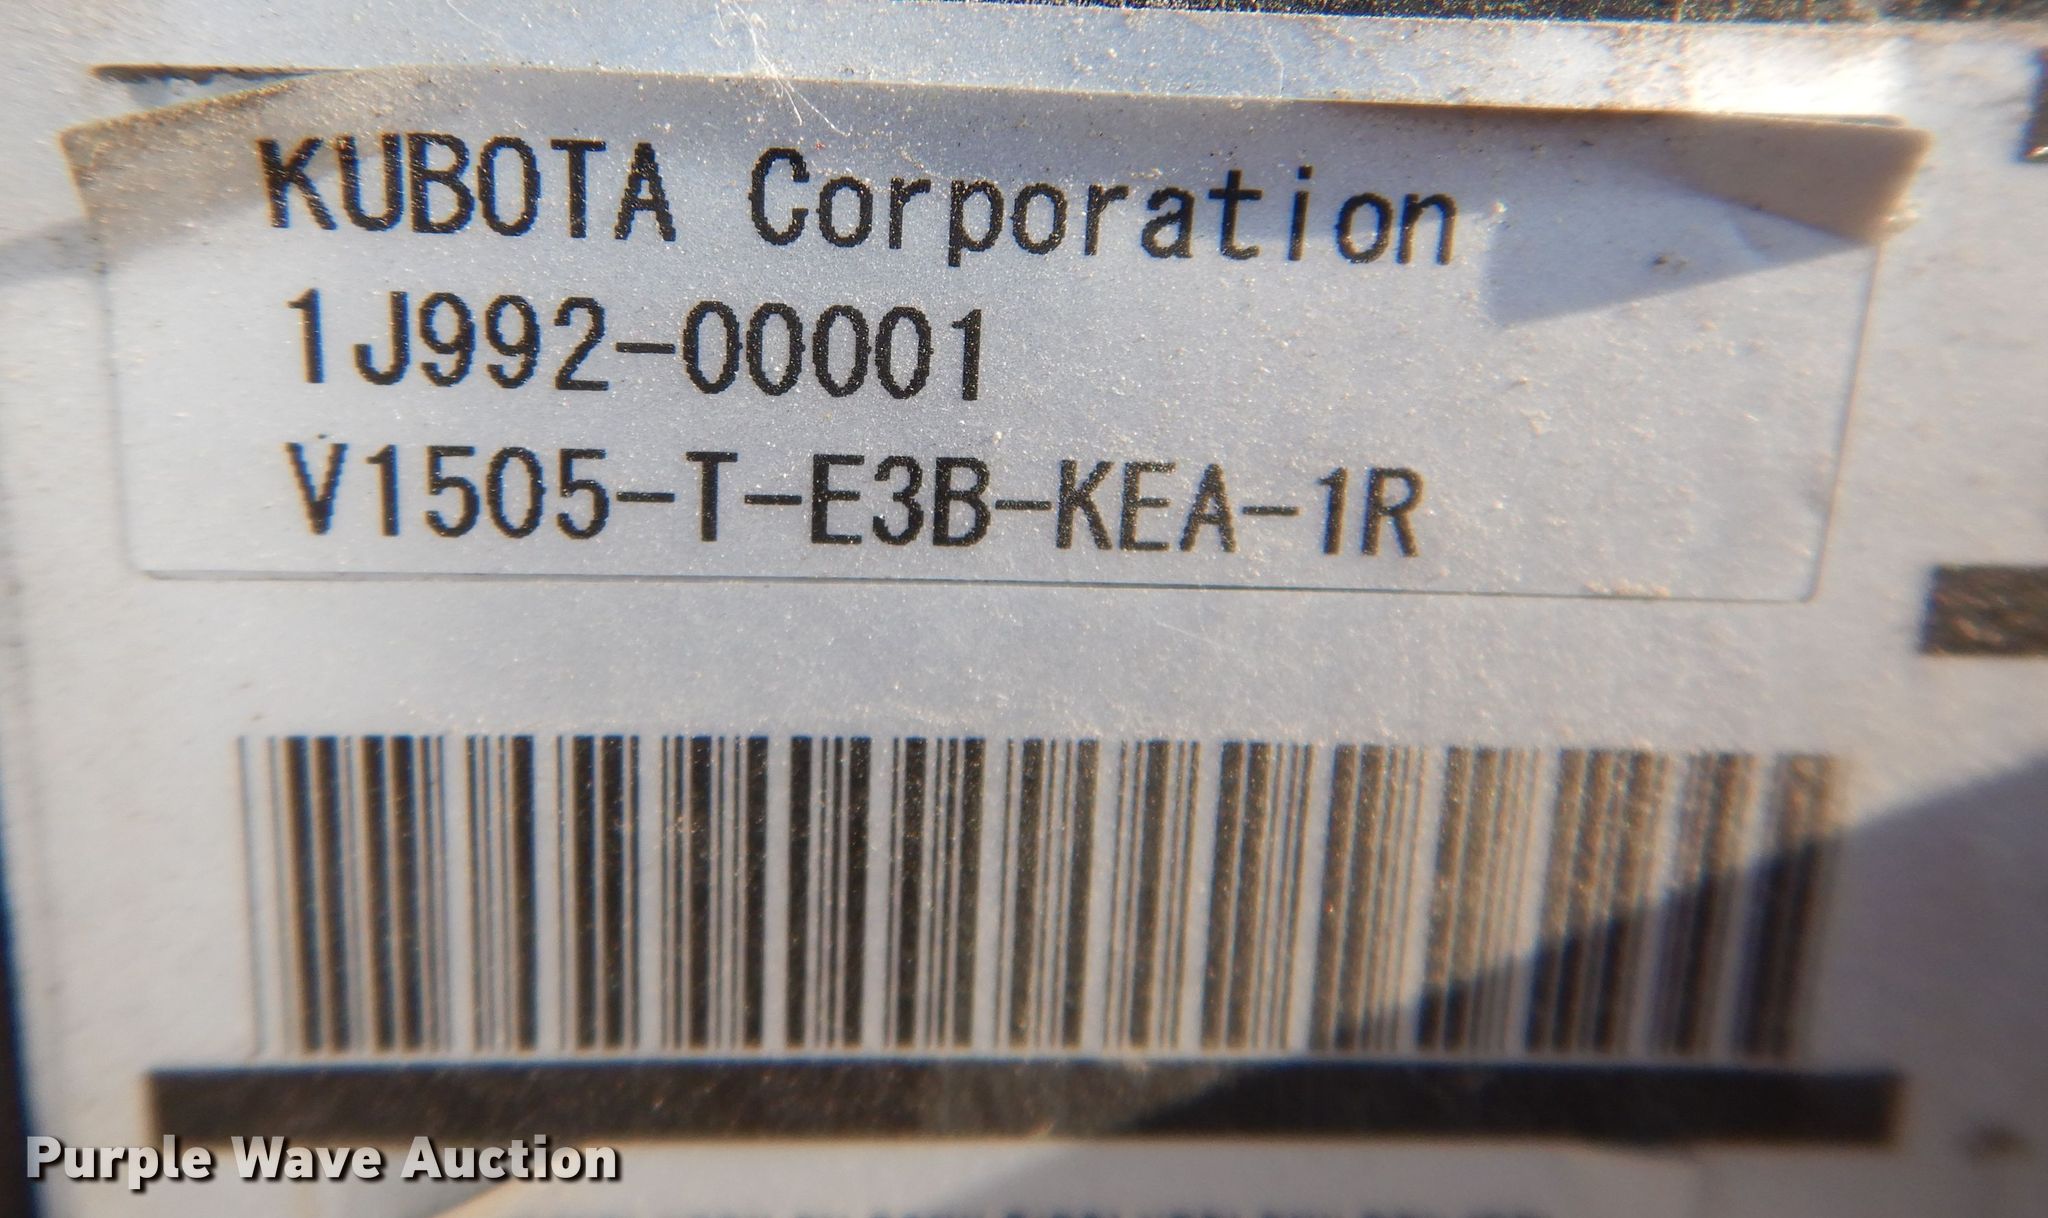 KUBOTA Corporation
1J992-00001
V1505-T-E3B-KEA-1R
Purple Wave Auction